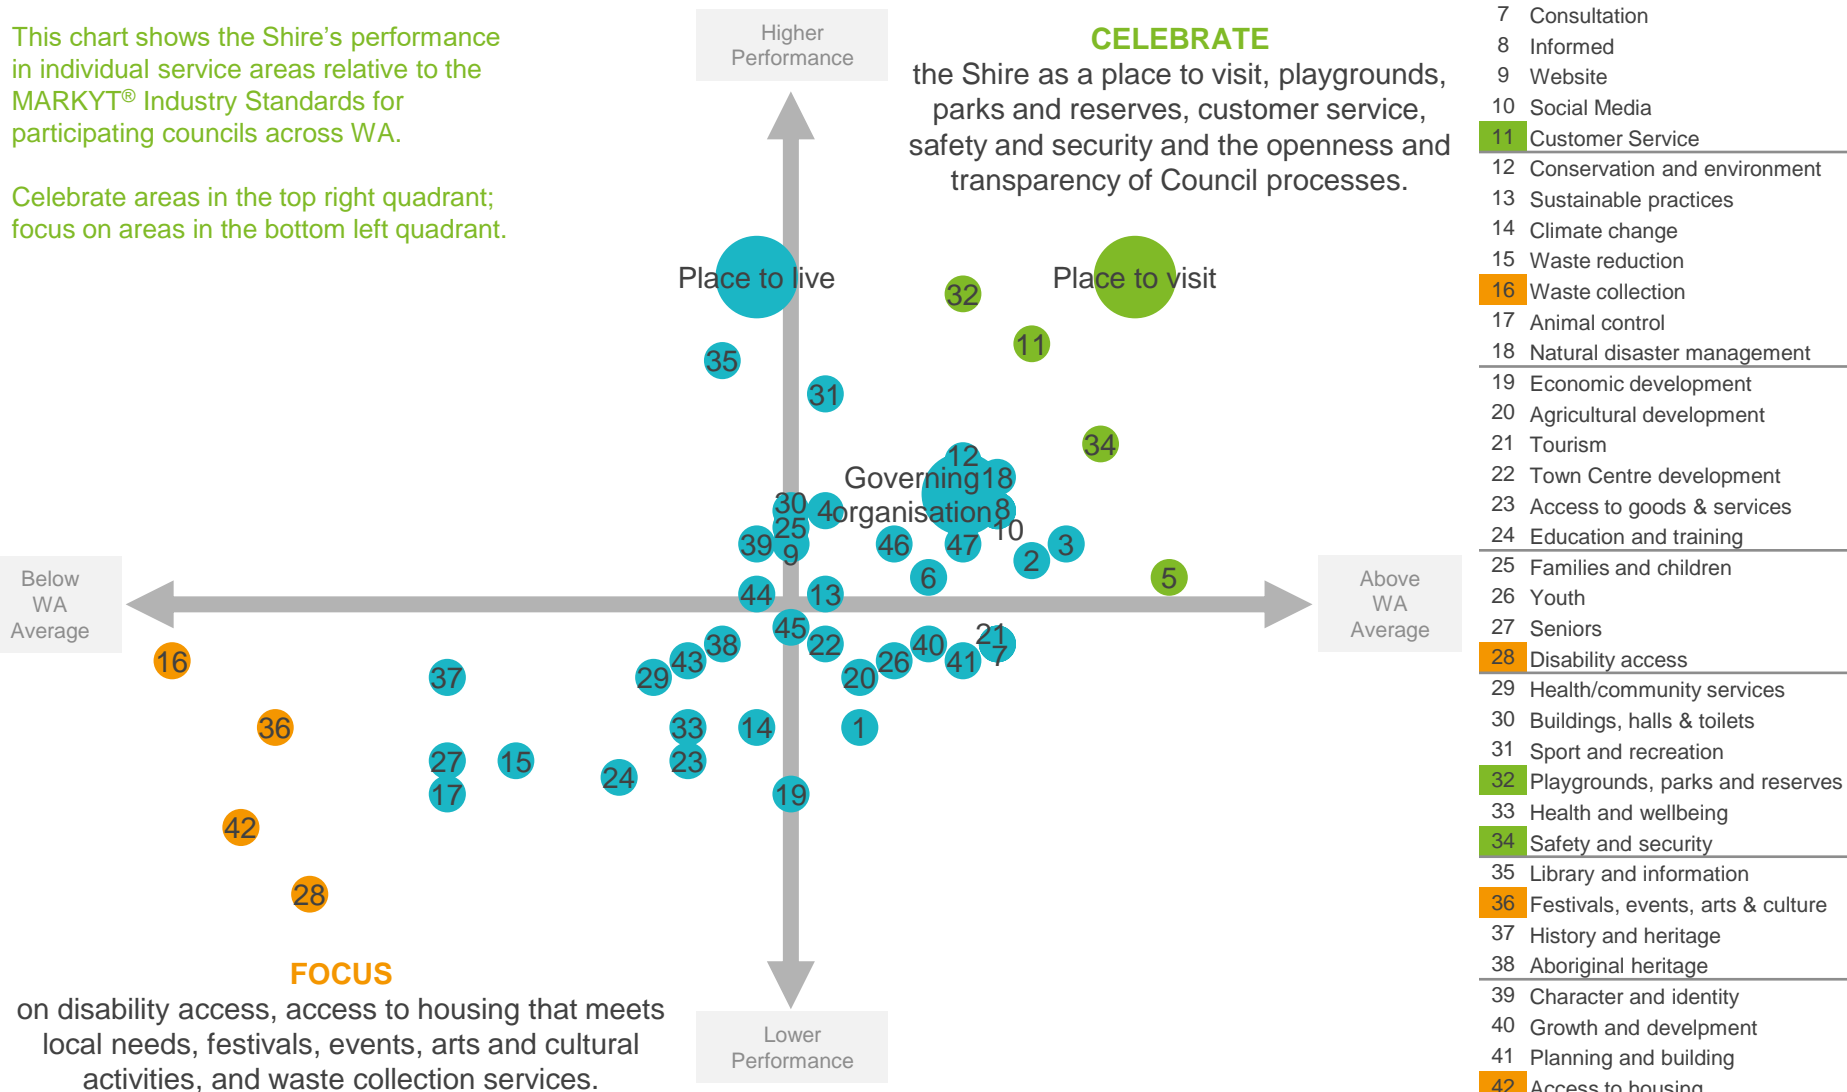 This chart shows the Shire's performance
in individual service areas relative to the
MARKYT® Industry Standards for
participating councils across WA.
Celebrate areas in the top right quadrant;
focus on areas in the bottom left quadrant.
Higher
Performance
CELEBRATE
the Shire as a place to visit, playgrounds,
parks and reserves, customer service,
safety and security and the openness and
transparency of Council processes.
Place to live
Place to visit
32
11
35
31
34
12
Governing
18
organisation
30
4
8
25
10
39
9
46
47
3
2
6
5
44
13
Below
WA
Average
Above
WA
Average
45
38
22
40
21
7
16
43
26
41
37
29
20
36
33
14
1
27
15
23
24
17
19
42
28
FOCUS
on disability access, access to housing that meets
local needs, festivals, events, arts and cultural
activities, and waste collection services.
Lower
Performance
7 Consultation
8 Informed
9 Website
10 Social Media
11 Customer Service
12 Conservation and environment
13 Sustainable practices
14 Climate change
15 Waste reduction
16 Waste collection
17 Animal control
18 Natural disaster management
19 Economic development
20 Agricultural development
21 Tourism
22 Town Centre development
23 Access to goods & services
24 Education and training
25 Families and children
26 Youth
27 Seniors
28 Disability access
29 Health/community services
30 Buildings, halls & toilets
31 Sport and recreation
32 Playgrounds, parks and reserves
33 Health and wellbeing
34 Safety and security
35 Library and information
36 Festivals, events, arts & culture
37 History and heritage
38 Aboriginal heritage
39 Character and identity
40 Growth and develpment
41 Planning and building
42 Access to housing